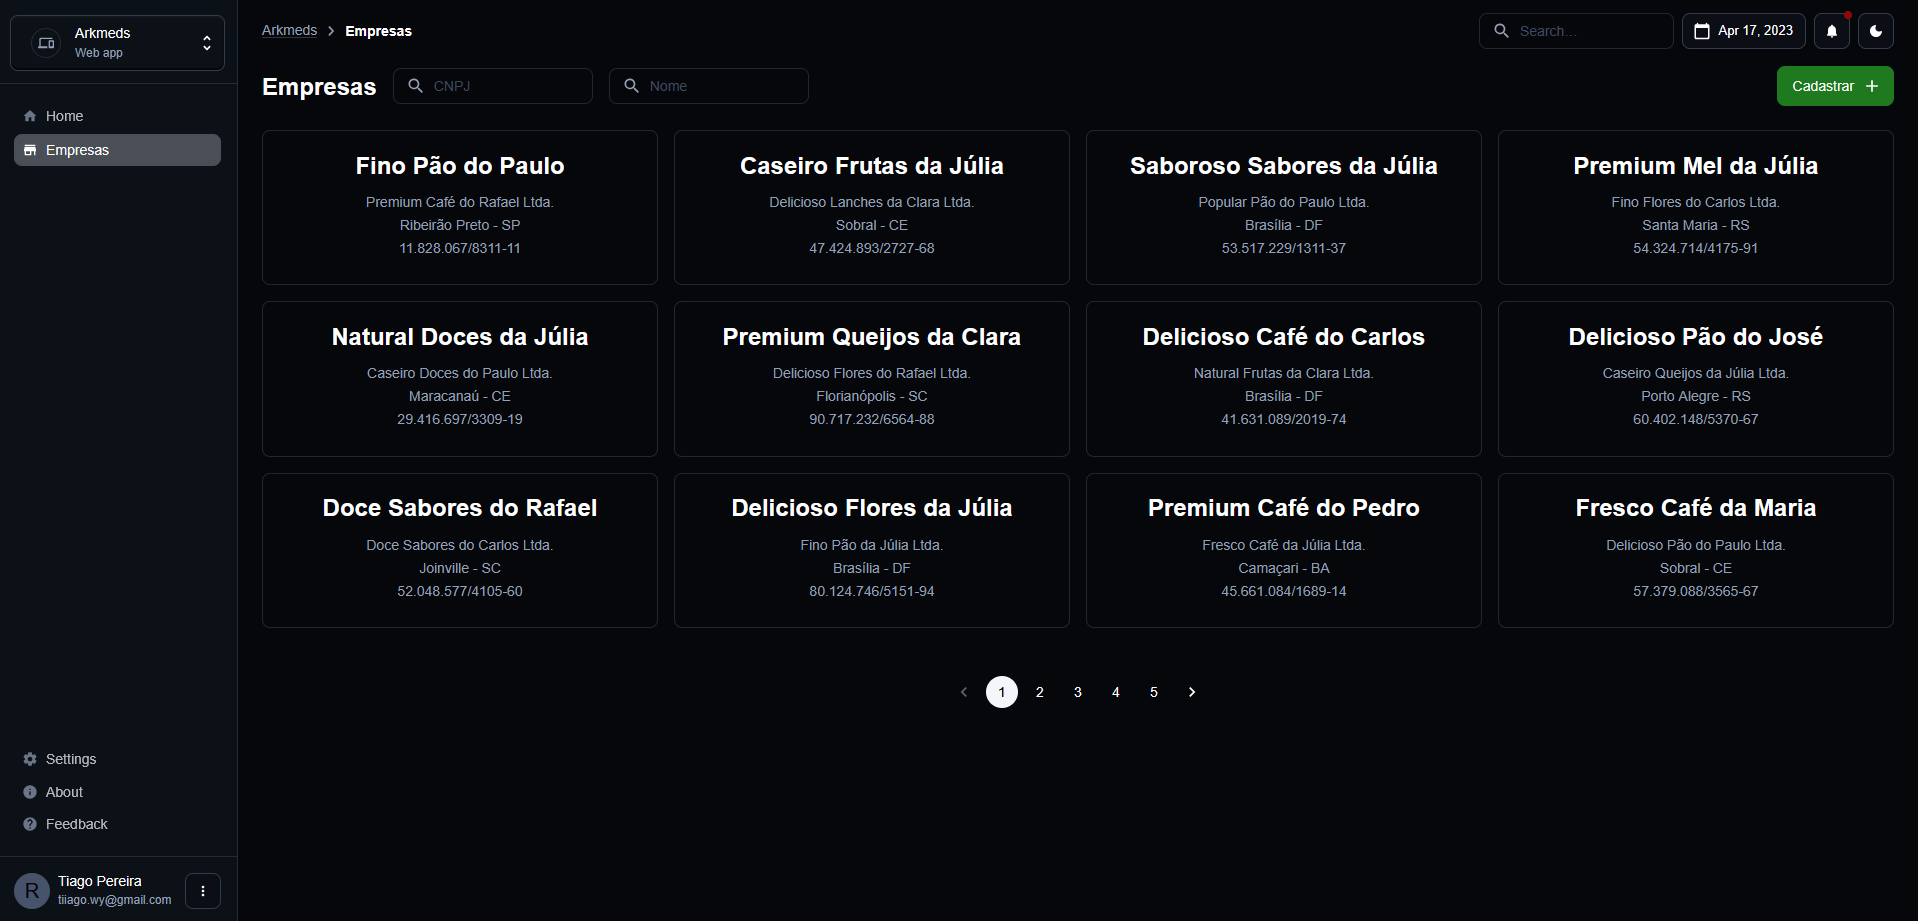 Arkmeds
Web app
Home
Empresas
Settings
About
Feedback
R
Tiago Pereira
tiiago.wy@gmail.com
Arkmeds > Empresas
Search...
Apr 17, 2023
Empresas
CNPJ
Nome
Cadastrar +
Fino Pão do Paulo
Premium Café do Rafael Ltda.
Ribeirão Preto - SP
11.828.067/8311-11
Caseiro Frutas da Júlia
Delicioso Lanches da Clara Ltda.
Sobral - CE
47.424.893/2727-68
Saboroso Sabores da Júlia
Popular Pão do Paulo Ltda.
Brasília - DF
53.517.229/1311-37
Premium Mel da Júlia
Fino Flores do Carlos Ltda.
Santa Maria - RS
54.324.714/4175-91
Natural Doces da Júlia
Caseiro Doces do Paulo Ltda.
Maracanaú - CE
29.416.697/3309-19
Premium Queijos da Clara
Delicioso Flores do Rafael Ltda.
Florianópolis - SC
90.717.232/6564-88
Delicioso Café do Carlos
Natural Frutas da Clara Ltda.
Brasília - DF
41.631.089/2019-74
Delicioso Pão do José
Caseiro Queijos da Júlia Ltda.
Porto Alegre - RS
60.402.148/5370-67
Doce Sabores do Rafael
Doce Sabores do Carlos Ltda.
Joinville - SC
52.048.577/4105-60
Delicioso Flores da Júlia
Fino Pão da Júlia Ltda.
Brasília - DF
80.124.746/5151-94
Premium Café do Pedro
Fresco Café da Júlia Ltda.
Camaçari - BA
45.661.084/1689-14
Fresco Café da Maria
Delicioso Pão do Paulo Ltda.
Sobral - CE
57.379.088/3565-67
1 2 3 4 5